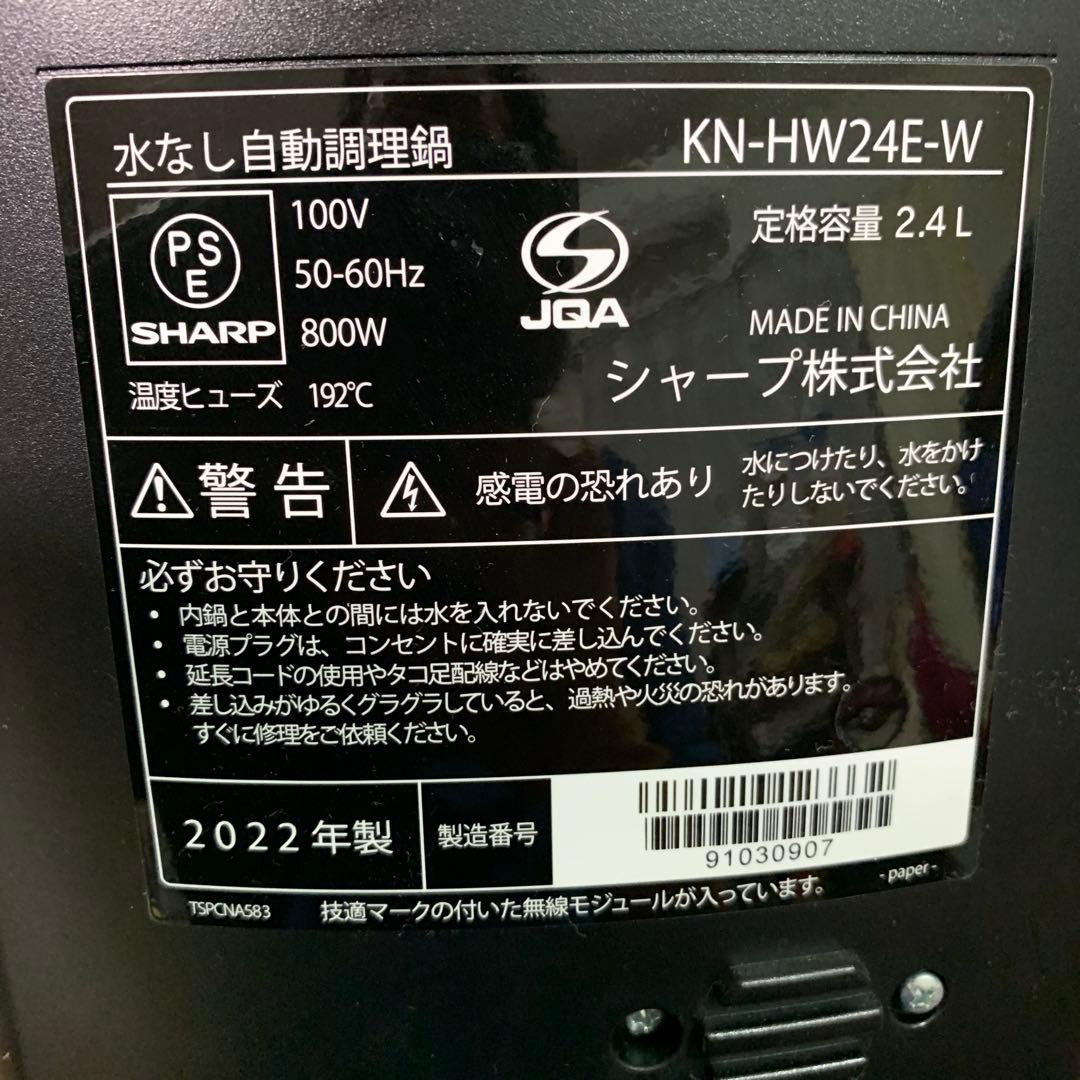 水なし自動調理鍋 KN-HW24E-W
PS
E
SHARP
100V
50-60Hz
800W
JQA
定格容量 2.4 L
MADE IN CHINA
シャープ株式会社
温度ヒューズ 192℃
警告
感電の恐れあり
水につけたり、水をかけ
たりしないでください。
必ずお守りください
• 内鍋と本体との間には水を入れないでください。
• 電源プラグは、コンセントに確実に差し込んでください。
• 延長コードの使用やタコ足配線などはやめてください。
• 差し込みがゆるくグラグラしていると、過熱や火災の恐れがあります。
すぐに修理をご依頼ください。
2022年製
製造番号
91030907
TSPCNA583 技適マークの付いた無線モジュールが入っています。 - paper -